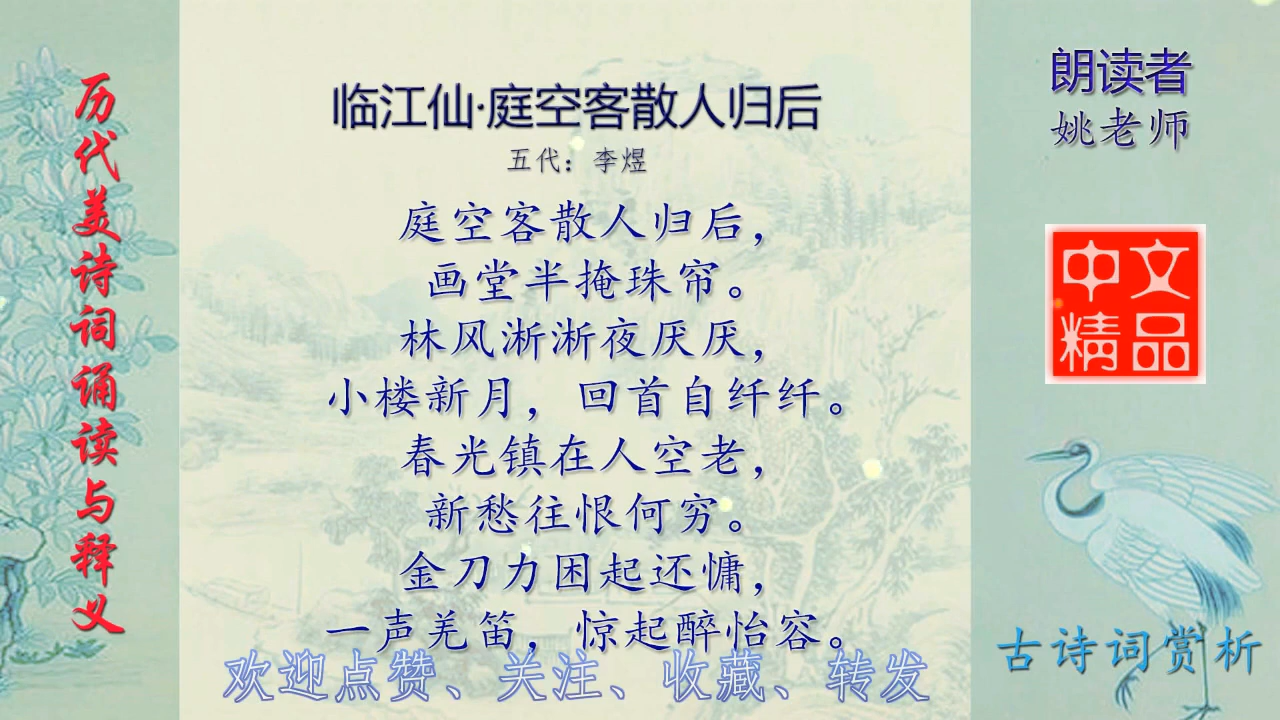 历代美诗词诵读与释义
临江仙·庭空客散人归后
五代：李煜
庭空客散人归后，
画堂半掩珠帘。
林风淅淅夜厌厌，
小楼新月，回首自纤纤。
春光镇在人空老，
新愁往恨何穷。
金刀力困起还慵，
一声羌笛，惊起醉怡容。
欢迎点赞、关注、收藏、转发
朗读者
姚老师
中文
精品
古诗词赏析